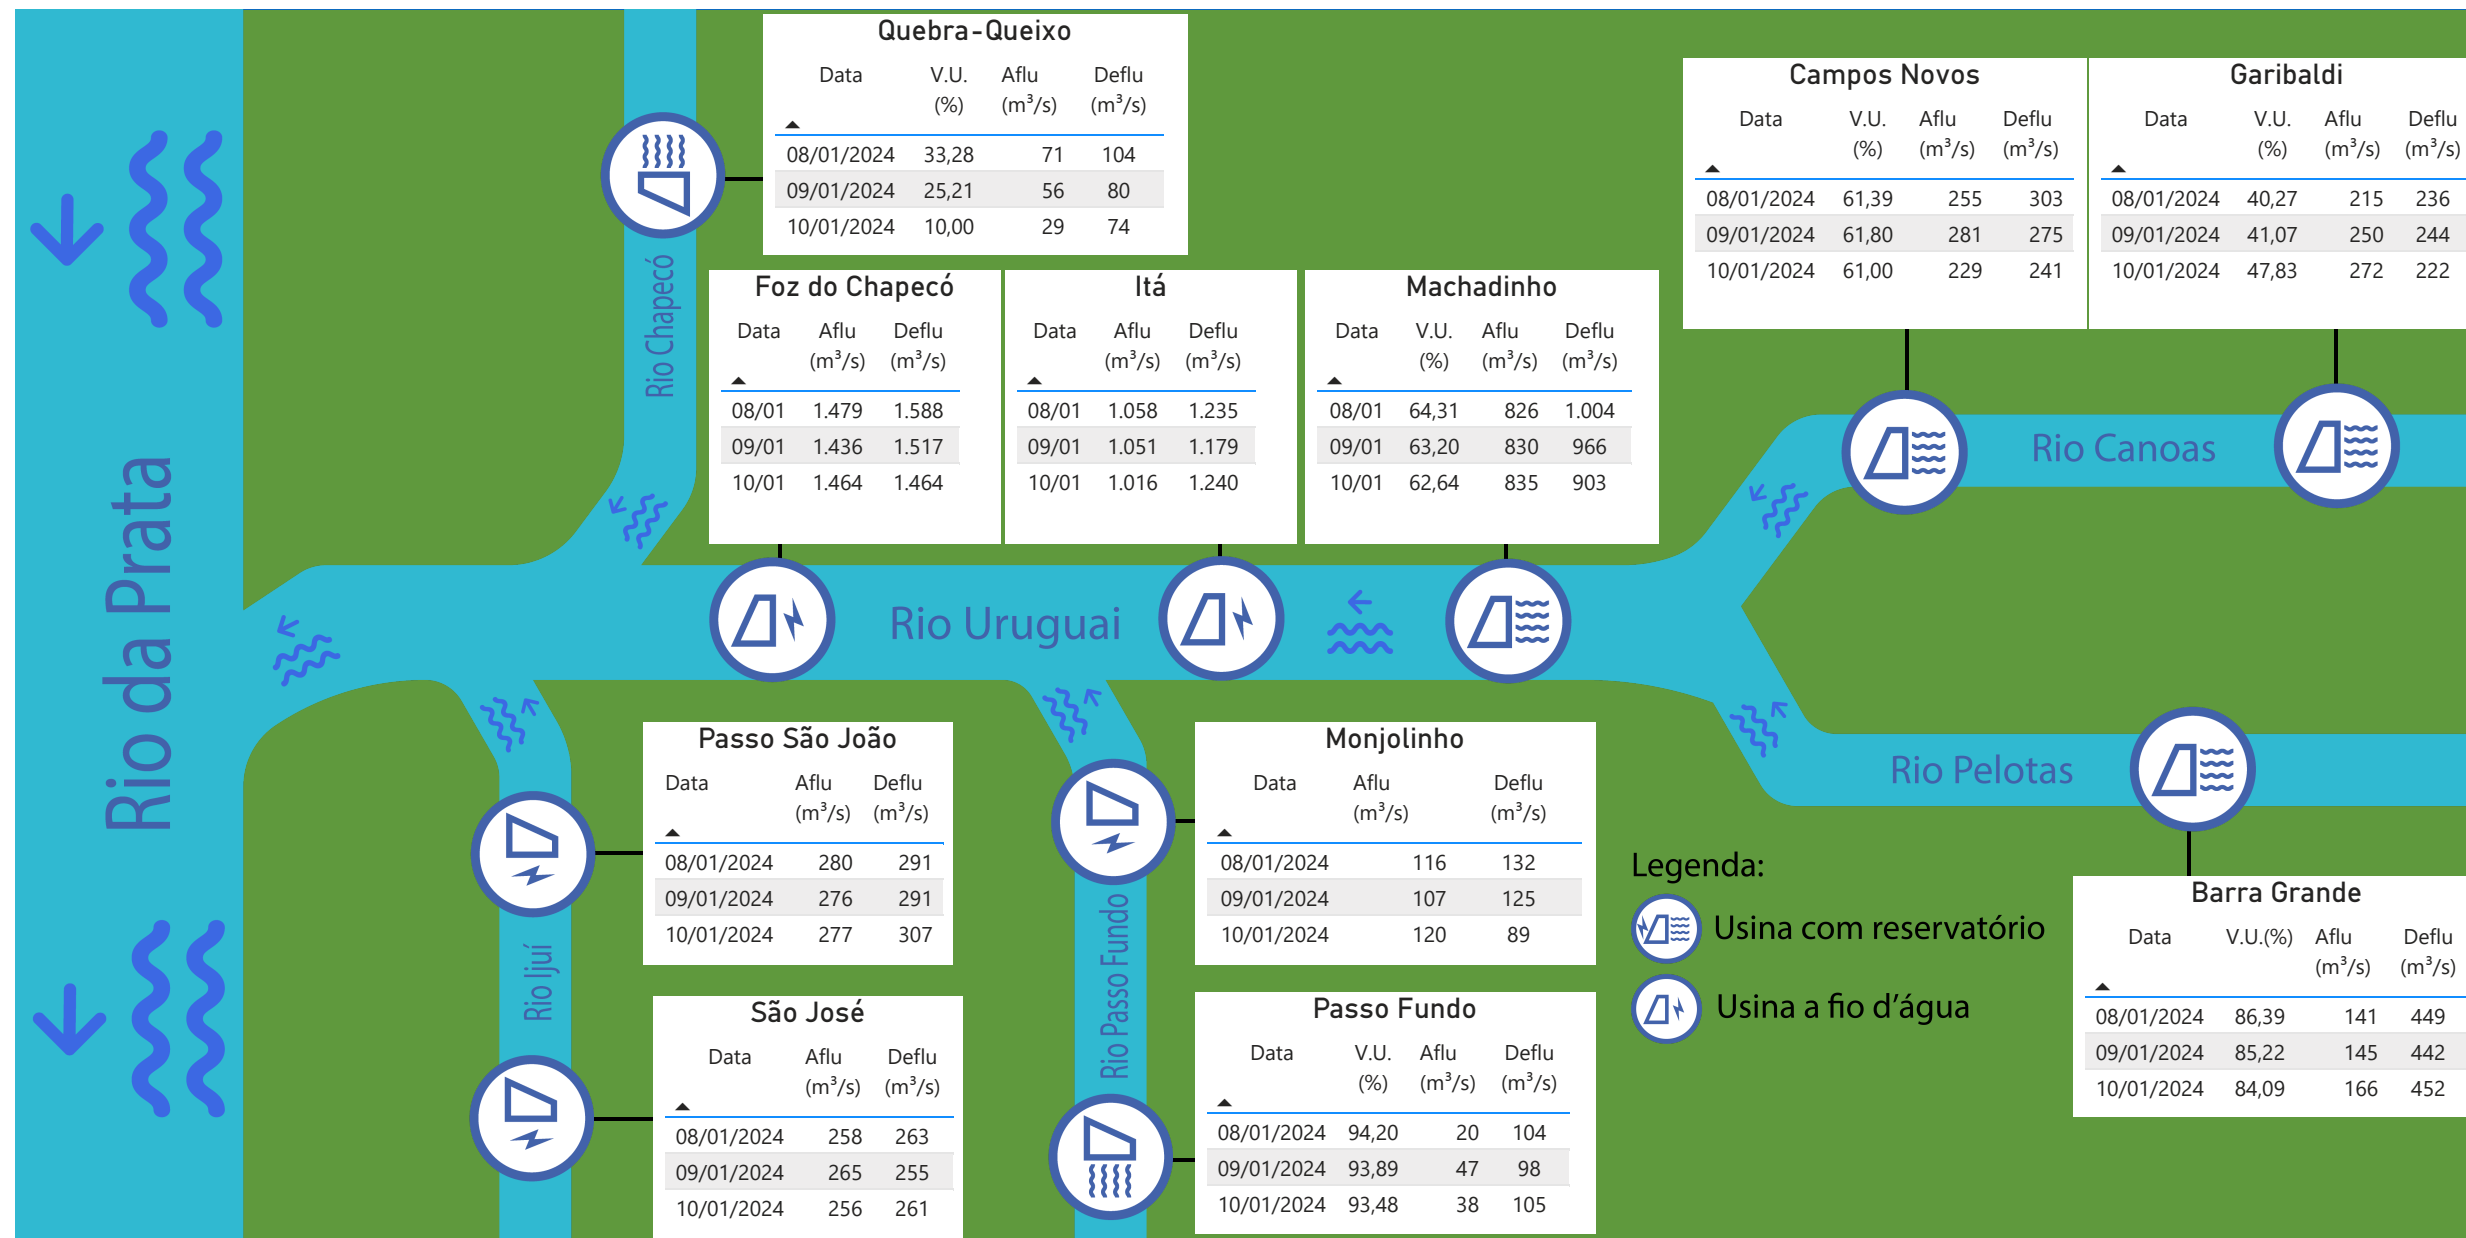 Quebra-Queixo
Data V.U. (%) Aflu (m³/s) Deflu (m³/s)
08/01/2024 33,28 71 104
09/01/2024 25,21 56 80
10/01/2024 10,00 29 74
Campos Novos
Data V.U. (%) Aflu (m³/s) Deflu (m³/s)
08/01/2024 61,39 255 303
09/01/2024 61,80 281 275
10/01/2024 61,00 229 241
Garibaldi
Data V.U. (%) Aflu (m³/s) Deflu (m³/s)
08/01/2024 40,27 215 236
09/01/2024 41,07 250 244
10/01/2024 47,83 272 222
Rio Chapecó
Foz do Chapecó
Data Aflu (m³/s) Deflu (m³/s)
08/01 1.479 1.588
09/01 1.436 1.517
10/01 1.464 1.464
Itá
Data Aflu (m³/s) Deflu (m³/s)
08/01 1.058 1.235
09/01 1.051 1.179
10/01 1.016 1.240
Machadinho
Data V.U. (%) Aflu (m³/s) Deflu (m³/s)
08/01 64,31 826 1.004
09/01 63,20 830 966
10/01 62,64 835 903
Rio Canoas
Rio da Prata
Rio Uruguai
Rio Pelotas
Passo São João
Data Aflu (m³/s) Deflu (m³/s)
08/01/2024 280 291
09/01/2024 276 291
10/01/2024 277 307
Monjolinho
Data Aflu (m³/s) Deflu (m³/s)
08/01/2024 116 132
09/01/2024 107 125
10/01/2024 120 89
Rio Ijuí
Rio Passo Fundo
Legenda:
Usina com reservatório
Usina a fio d’água
Barra Grande
Data V.U.(%) Aflu (m³/s) Deflu (m³/s)
08/01/2024 86,39 141 449
09/01/2024 85,22 145 442
10/01/2024 84,09 166 452
São José
Data Aflu (m³/s) Deflu (m³/s)
08/01/2024 258 263
09/01/2024 265 255
10/01/2024 256 261
Passo Fundo
Data V.U. (%) Aflu (m³/s) Deflu (m³/s)
08/01/2024 94,20 20 104
09/01/2024 93,89 47 98
10/01/2024 93,48 38 105